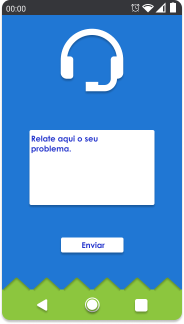 00:00
Relate aqui o seu
problema.
Enviar